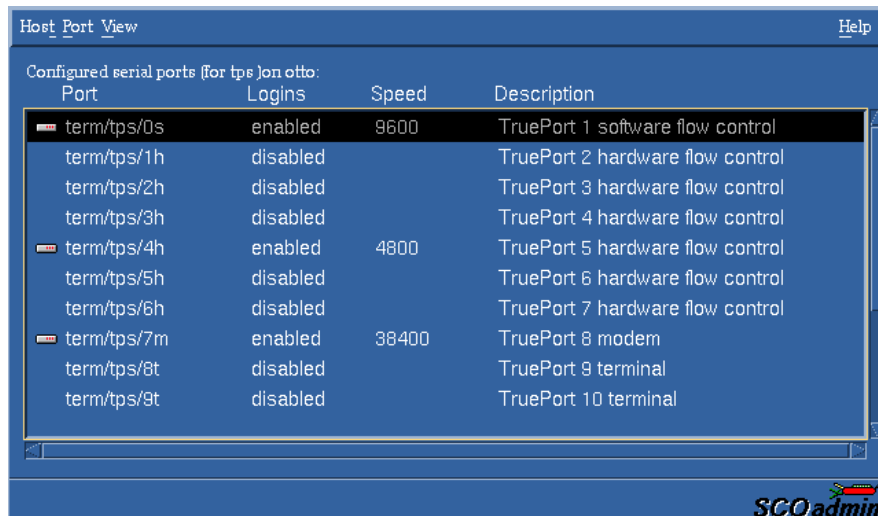 Host Port View Help
Configured serial ports (for tps )on otto:
Port Logins Speed Description
term/tps/0s enabled 9600 TruePort 1 software flow control
term/tps/1h disabled TruePort 2 hardware flow control
term/tps/2h disabled TruePort 3 hardware flow control
term/tps/3h disabled TruePort 4 hardware flow control
term/tps/4h enabled 4800 TruePort 5 hardware flow control
term/tps/5h disabled TruePort 6 hardware flow control
term/tps/6h disabled TruePort 7 hardware flow control
term/tps/7m enabled 38400 TruePort 8 modem
term/tps/8t disabled TruePort 9 terminal
term/tps/9t disabled TruePort 10 terminal
SCOadmin